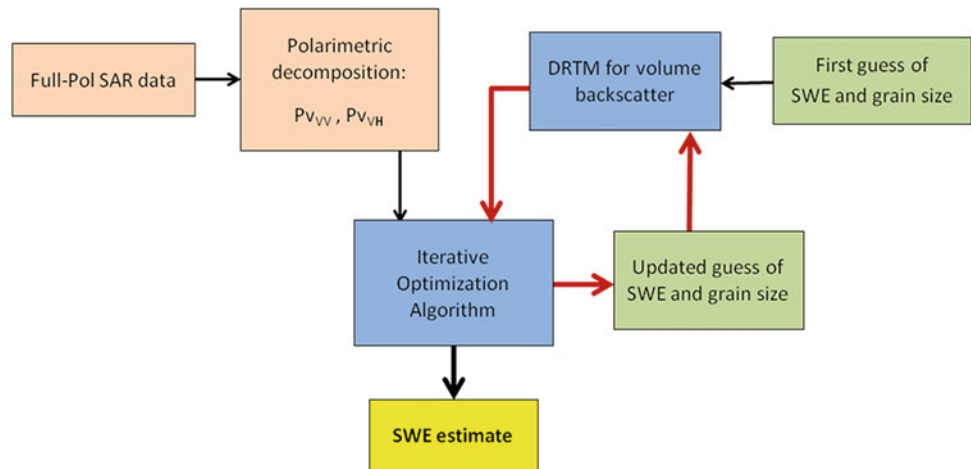 Full-Pol SAR data
Polarimetric
decomposition:
Pv_VV , Pv_VH
DRTM for volume
backscatter
First guess of
SWE and grain size
Iterative
Optimization
Algorithm
Updated guess of
SWE and grain size
SWE estimate